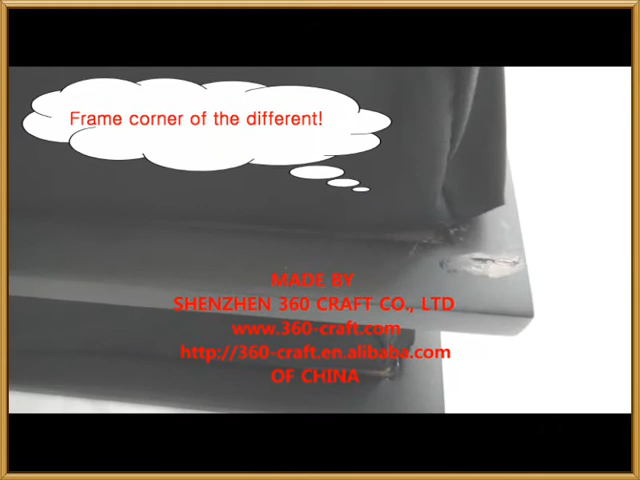 Frame corner of the different!
MADE BY
SHENZHEN 360 CRAFT CO., LTD
www.360-craft.com
http://360-craft.en.alibaba.com
OF CHINA